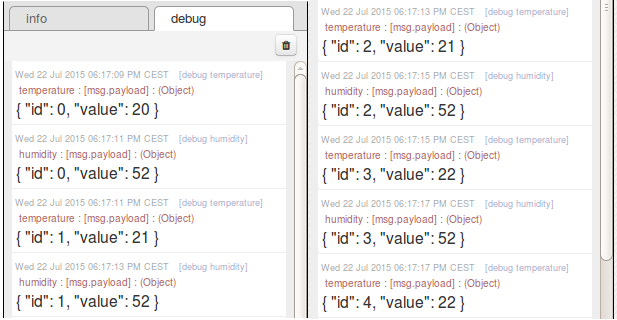 info
debug
Wed 22 Jul 2015 06:17:09 PM CEST [debug temperature]
temperature : [msg.payload] : (Object)
{ "id": 0, "value": 20 }
Wed 22 Jul 2015 06:17:11 PM CEST [debug humidity]
humidity : [msg.payload] : (Object)
{ "id": 0, "value": 52 }
Wed 22 Jul 2015 06:17:11 PM CEST [debug temperature]
temperature : [msg.payload] : (Object)
{ "id": 1, "value": 21 }
Wed 22 Jul 2015 06:17:13 PM CEST [debug humidity]
humidity : [msg.payload] : (Object)
{ "id": 1, "value": 52 }
Wed 22 Jul 2015 06:17:13 PM CEST [debug temperature]
temperature : [msg.payload] : (Object)
{ "id": 2, "value": 21 }
Wed 22 Jul 2015 06:17:15 PM CEST [debug humidity]
humidity : [msg.payload] : (Object)
{ "id": 2, "value": 52 }
Wed 22 Jul 2015 06:17:15 PM CEST [debug temperature]
temperature : [msg.payload] : (Object)
{ "id": 3, "value": 22 }
Wed 22 Jul 2015 06:17:17 PM CEST [debug humidity]
humidity : [msg.payload] : (Object)
{ "id": 3, "value": 52 }
Wed 22 Jul 2015 06:17:17 PM CEST [debug temperature]
temperature : [msg.payload] : (Object)
{ "id": 4, "value": 22 }